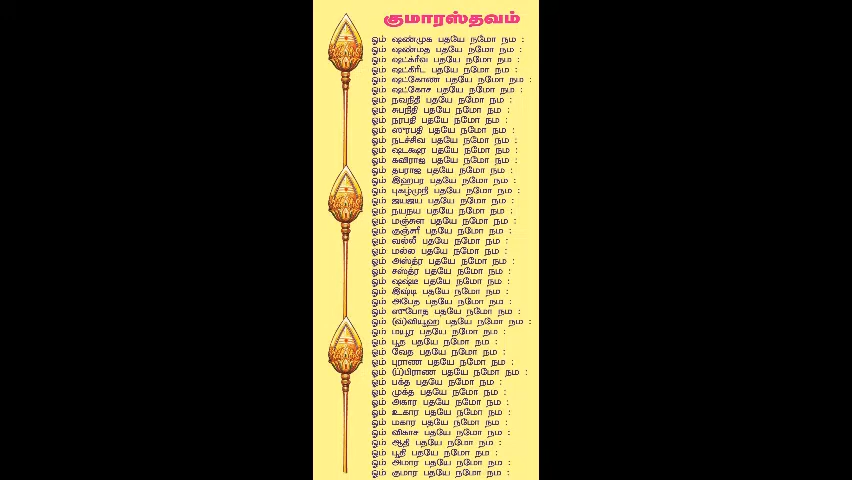 குமாரஸ்தவம்
ஓம் ஷண்முக பதயே நமோ நம :
ஓம் ஷண்மத பதயே நமோ நம :
ஓம் ஷட்க்ரீவ பதயே நமோ நம :
ஓம் ஷட்கிரீட பதயே நமோ நம :
ஓம் ஷட்கோண பதயே நமோ நம :
ஓம் ஷட்கோச பதயே நமோ நம :
ஓம் நவநிதி பதயே நமோ நம :
ஓம் சுபநிதி பதயே நமோ நம :
ஓம் நரபதி பதயே நமோ நம :
ஓம் ஸுரபதி பதயே நமோ நம :
ஓம் நடச்சிவ பதயே நமோ நம :
ஓம் ஷடக்ஷர பதயே நமோ நம :
ஓம் கவிராஜ பதயே நமோ நம :
ஓம் தபராஜ பதயே நமோ நம :
ஓம் இஹபர பதயே நமோ நம :
ஓம் புகழ்முநி பதயே நமோ நம :
ஓம் ஜயஜய பதயே நமோ நம :
ஓம் நயநய பதயே நமோ நம :
ஓம் மஞ்சுள பதயே நமோ நம :
ஓம் குஞ்சரீ பதயே நமோ நம :
ஓம் வல்லீ பதயே நமோ நம :
ஓம் மல்ல பதயே நமோ நம :
ஓம் அஸ்த்ர பதயே நமோ நம :
ஓம் சஸ்த்ர பதயே நமோ நம :
ஓம் ஷஷ்டி பதயே நமோ நம :
ஓம் இஷ்டி பதயே நமோ நம :
ஓம் அபேத பதயே நமோ நம :
ஓம் ஸுபோத பதயே நமோ நம :
ஓம் (வ்)வியூஹ பதயே நமோ நம :
ஓம் மயூர பதயே நமோ நம :
ஓம் பூத பதயே நமோ நம :
ஓம் வேத பதயே நமோ நம :
ஓம் புராண பதயே நமோ நம :
ஓம் (ப்)பிராண பதயே நமோ நம :
ஓம் பக்த பதயே நமோ நம :
ஓம் முக்த பதயே நமோ நம :
ஓம் அகார பதயே நமோ நம :
ஓம் உகார பதயே நமோ நம :
ஓம் மகார பதயே நமோ நம :
ஓம் விகாச பதயே நமோ நம :
ஓம் ஆதி பதயே நமோ நம :
ஓம் பூதி பதயே நமோ நம :
ஓம் அமார பதயே நமோ நம :
ஓம் குமார பதயே நமோ நம :